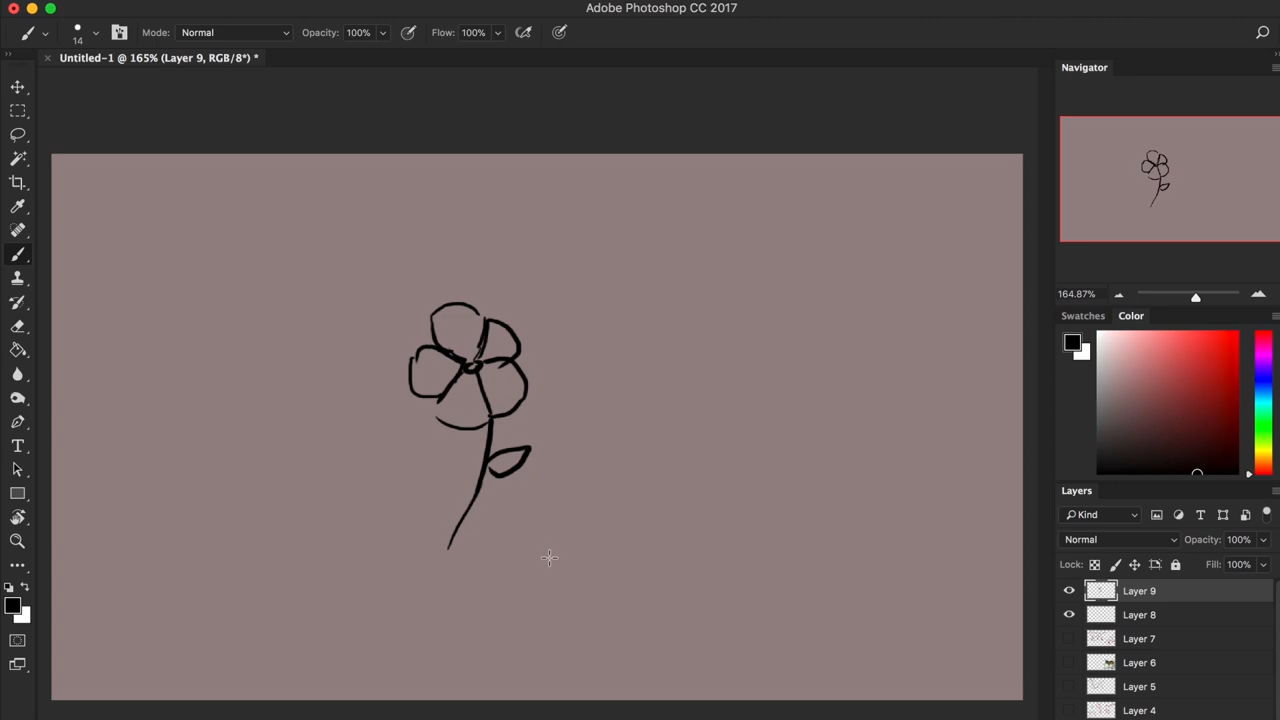 Adobe Photoshop CC 2017
14
Mode: Normal Opacity: 100% Flow: 100%
Untitled-1 @ 165% (Layer 9, RGB/8*) *
Navigator
164.87%
Swatches Color
Layers
Kind
Normal Opacity: 100%
Lock: Fill: 100%
Layer 9
Layer 8
Layer 7
Layer 6
Layer 5
Layer 4